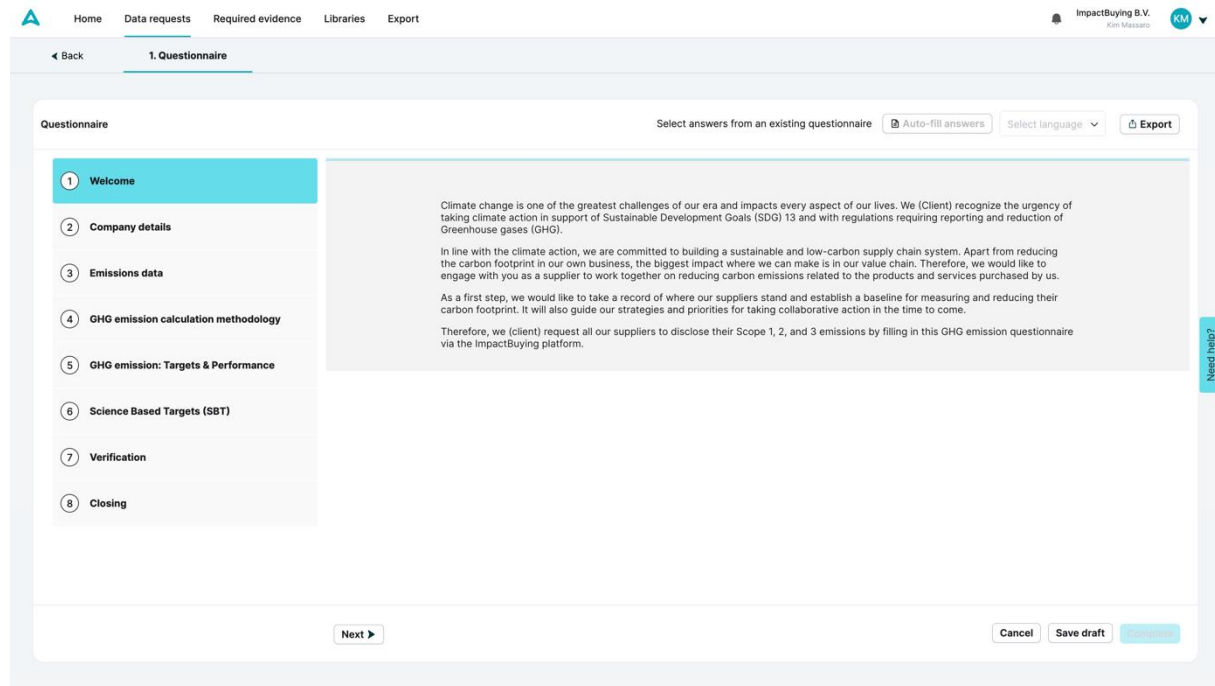 Home Data requests Required evidence Libraries Export
ImpactBuying B.V.
Kim Massaro
KM
Back
1. Questionnaire
Questionnaire
Select answers from an existing questionnaire
Auto-fill answers
Select language
Export
1 Welcome
2 Company details
3 Emissions data
4 GHG emission calculation methodology
5 GHG emission: Targets & Performance
6 Science Based Targets (SBT)
7 Verification
8 Closing
Climate change is one of the greatest challenges of our era and impacts every aspect of our lives. We (Client) recognize the urgency of
taking climate action in support of Sustainable Development Goals (SDG) 13 and with regulations requiring reporting and reduction of
Greenhouse gases (GHG).
In line with the climate action, we are committed to building a sustainable and low-carbon supply chain system. Apart from reducing
the carbon footprint in our own business, the biggest impact where we can make is in our value chain. Therefore, we would like to
engage with you as a supplier to work together on reducing carbon emissions related to the products and services purchased by us.
As a first step, we would like to take a record of where our suppliers stand and establish a baseline for measuring and reducing their
carbon footprint. It will also guide our strategies and priorities for taking collaborative action in the time to come.
Therefore, we (client) request all our suppliers to disclose their Scope 1, 2, and 3 emissions by filling in this GHG emission questionnaire
via the ImpactBuying platform.
Need help?
Next
Cancel
Save draft
Complete